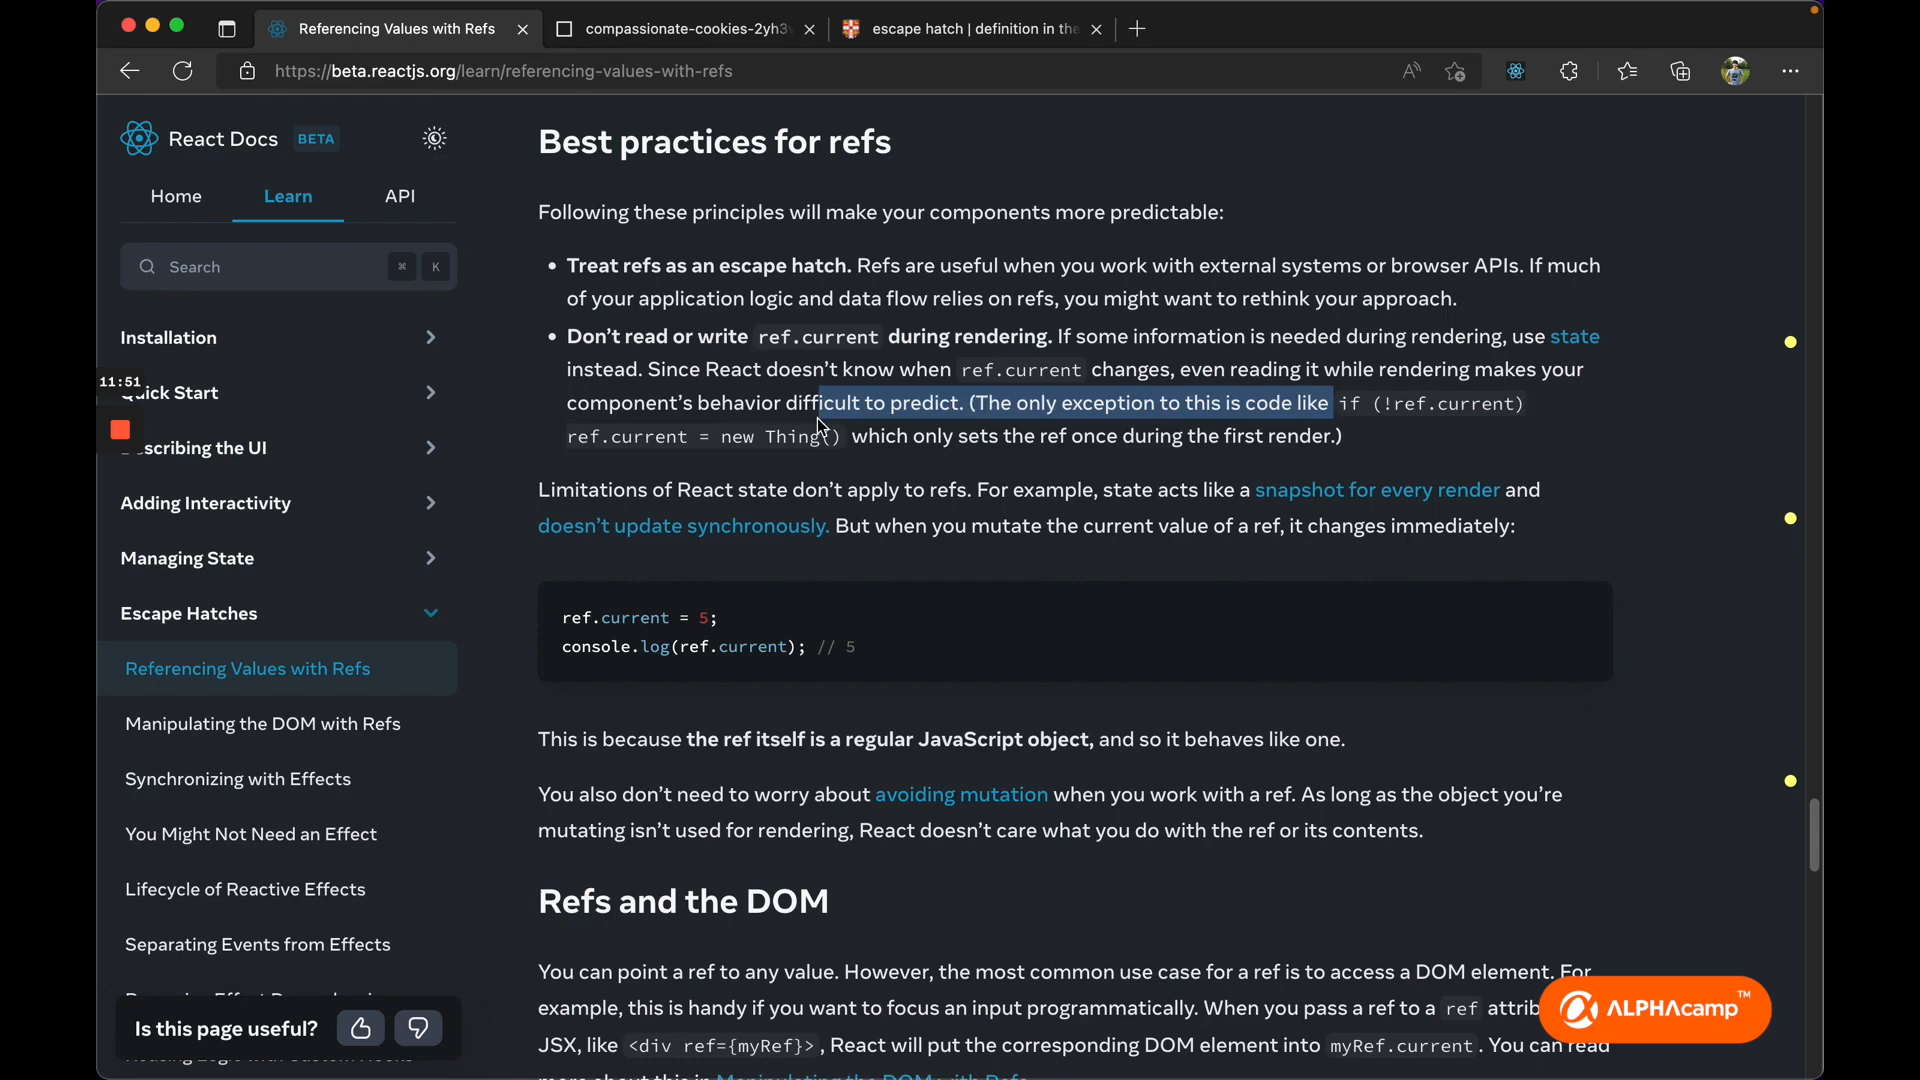 Referencing Values with Refs
compassionate-cookies-2yh3v
escape hatch | definition in the
https://beta.reactjs.org/learn/referencing-values-with-refs
React Docs BETA
Home Learn API
Search ⌘ K
Installation
11:51
Quick Start
Describing the UI
Adding Interactivity
Managing State
Escape Hatches
Referencing Values with Refs
Manipulating the DOM with Refs
Synchronizing with Effects
You Might Not Need an Effect
Lifecycle of Reactive Effects
Separating Events from Effects
Is this page useful?
Best practices for refs
Following these principles will make your components more predictable:
• Treat refs as an escape hatch. Refs are useful when you work with external systems or browser APIs. If much
of your application logic and data flow relies on refs, you might want to rethink your approach.
• Don’t read or write ref.current during rendering. If some information is needed during rendering, use state
instead. Since React doesn’t know when ref.current changes, even reading it while rendering makes your
component’s behavior difficult to predict. (The only exception to this is code like if (!ref.current)
ref.current = new Thing() which only sets the ref once during the first render.)
Limitations of React state don’t apply to refs. For example, state acts like a snapshot for every render and
doesn’t update synchronously. But when you mutate the current value of a ref, it changes immediately:
ref.current = 5;
console.log(ref.current); // 5
This is because the ref itself is a regular JavaScript object, and so it behaves like one.
You also don’t need to worry about avoiding mutation when you work with a ref. As long as the object you’re
mutating isn’t used for rendering, React doesn’t care what you do with the ref or its contents.
Refs and the DOM
You can point a ref to any value. However, the most common use case for a ref is to access a DOM element. For
example, this is handy if you want to focus an input programmatically. When you pass a ref to a ref attrib
JSX, like <div ref={myRef}>, React will put the corresponding DOM element into myRef.current. You can read
more about this in Manipulating the DOM with Refs.
ALPHAcamp™